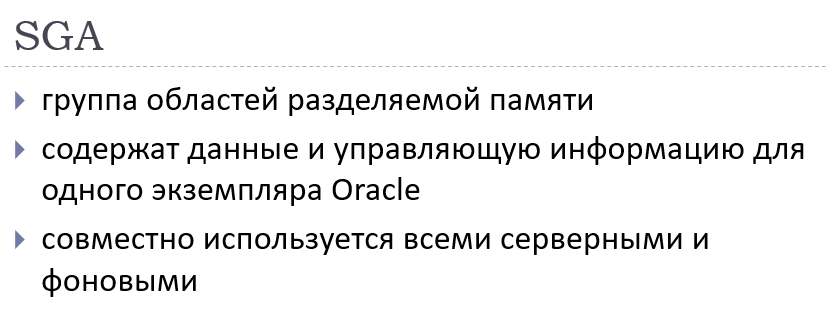 SGA
группа областей разделяемой памяти
содержат данные и управляющую информацию для
одного экземпляра Oracle
совместно используется всеми серверными и
фоновыми